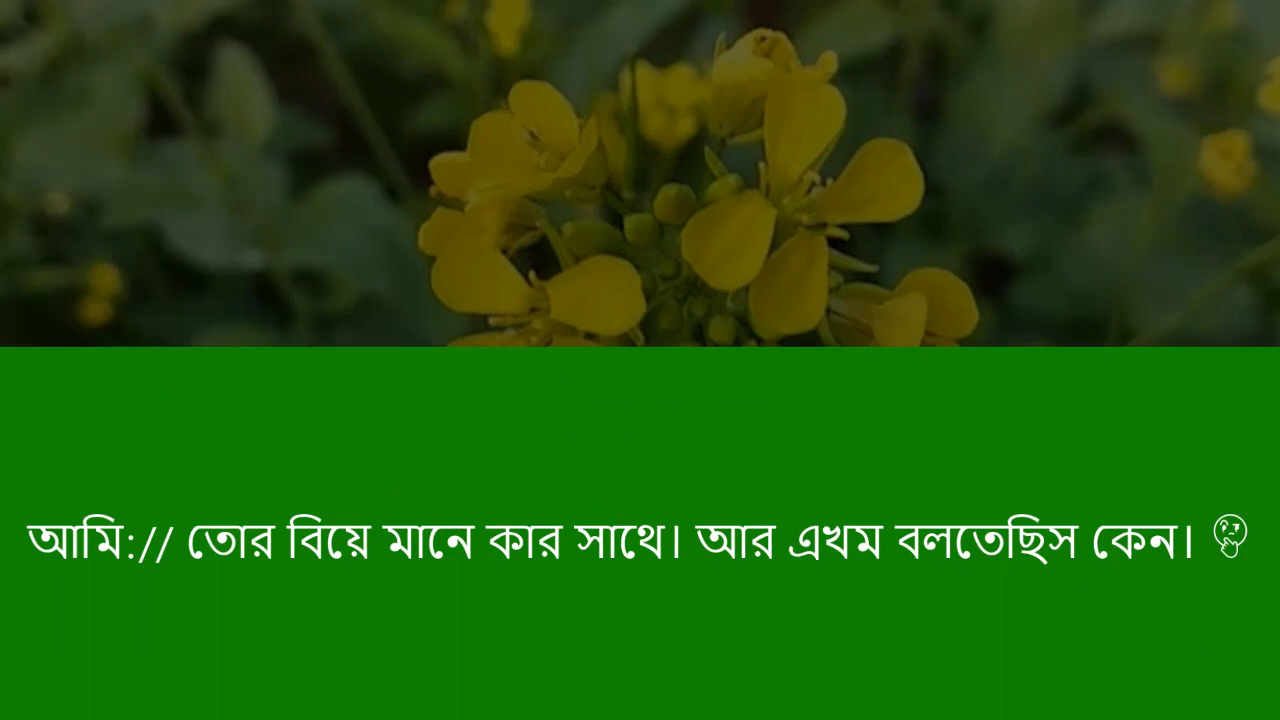 আমি:// তোর বিয়ে মানে কার সাথে। আর এখম বলতেছিস কেন। 🤔